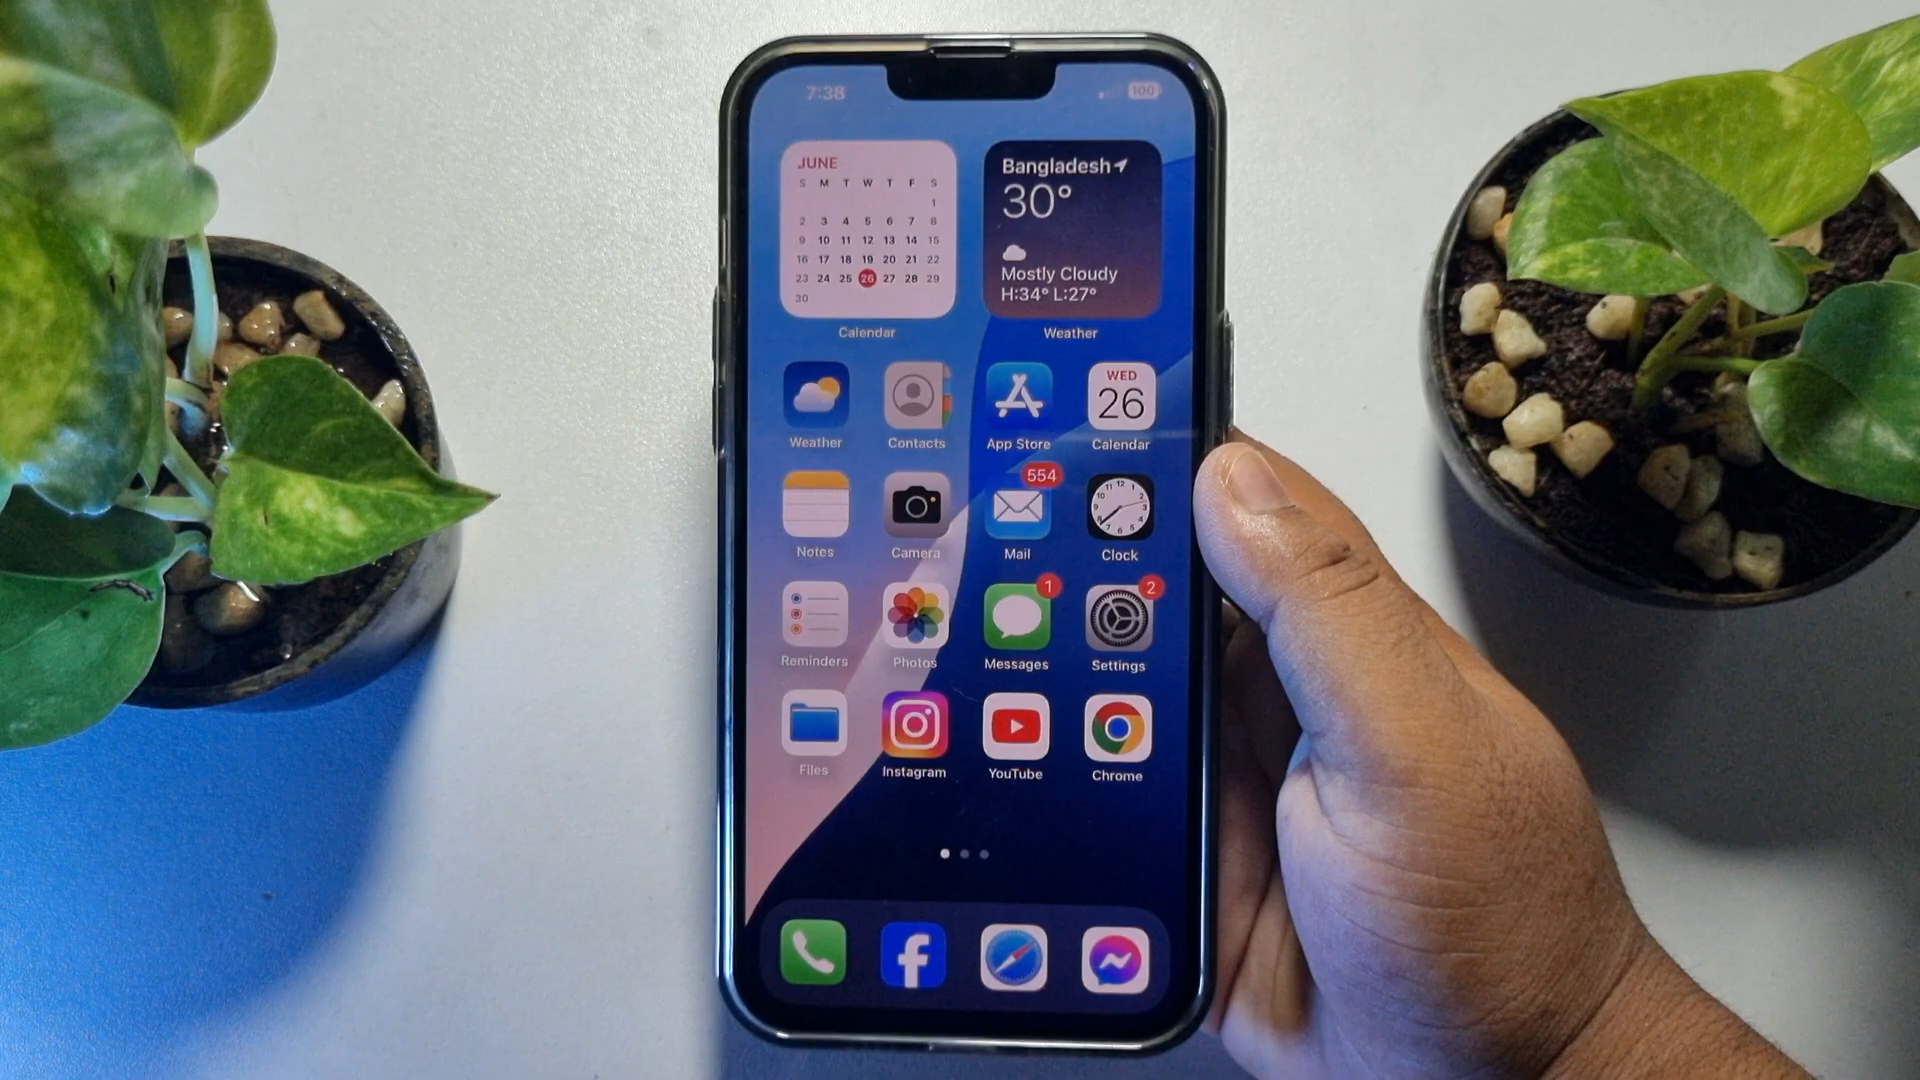 7:38
100
JUNE
S M T W T F S
1
2 3 4 5 6 7 8
9 10 11 12 13 14 15
16 17 18 19 20 21 22
23 24 25 26 27 28 29
30
Calendar
Bangladesh
30°
Mostly Cloudy
H:34° L:27°
Weather
WED
26
Weather Contacts App Store Calendar
554
Notes Camera Mail Clock
1 2
Reminders Photos Messages Settings
Files Instagram YouTube Chrome